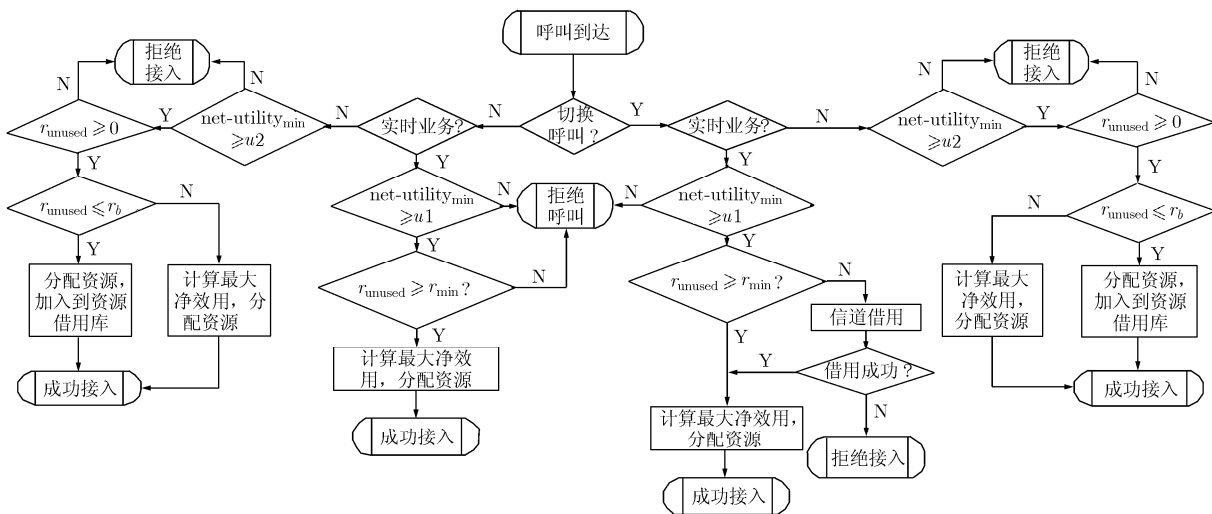 呼叫到达
拒绝
接入
拒绝
接入
N
N
N
N
r_unused ≥ 0
Y
net-utility_min
≥u2
N
实时业务?
N
切换
呼叫?
Y
实时业务?
N
net-utility_min
≥u2
Y
r_unused ≥ 0
Y
Y
Y
Y
r_unused ≤ r_b
N
net-utility_min
≥u1
N
拒绝
呼叫
N
net-utility_min
≥u1
N
r_unused ≤ r_b
Y
Y
Y
Y
分配资源,
加入到资源
借用库
计算最大
净效用,分
配资源
r_unused ≥ r_min?
N
r_unused ≥ r_min?
N
计算最大
净效用,
分配资源
分配资源,
加入到资源
借用库
信道借用
Y
Y
成功接入
计算最大净效
用,分配资源
Y
借用成功?
成功接入
N
成功接入
计算最大净效用,
分配资源
拒绝接入
成功接入